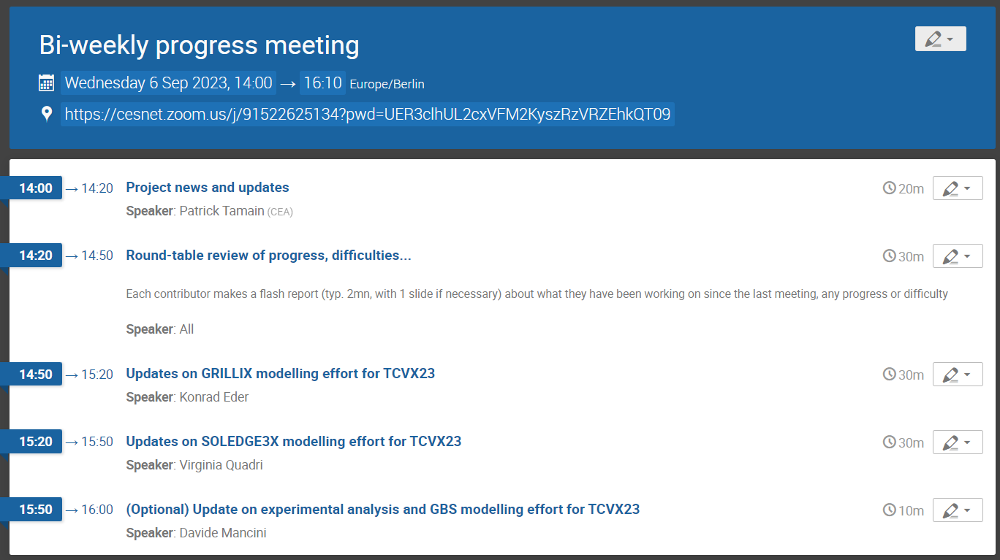 Bi-weekly progress meeting
Wednesday 6 Sep 2023, 14:00 → 16:10 Europe/Berlin
https://cesnet.zoom.us/j/91522625134?pwd=UER3clhUL2cxVFM2KyszRzVRZEhkQT09
14:00 → 14:20 Project news and updates 20m
Speaker: Patrick Tamain (CEA)
14:20 → 14:50 Round-table review of progress, difficulties... 30m
Each contributor makes a flash report (typ. 2mn, with 1 slide if necessary) about what they have been working on since the last meeting, any progress or difficulty
Speaker: All
14:50 → 15:20 Updates on GRILLIX modelling effort for TCVX23 30m
Speaker: Konrad Eder
15:20 → 15:50 Updates on SOLEDGE3X modelling effort for TCVX23 30m
Speaker: Virginia Quadri
15:50 → 16:00 (Optional) Update on experimental analysis and GBS modelling effort for TCVX23 10m
Speaker: Davide Mancini